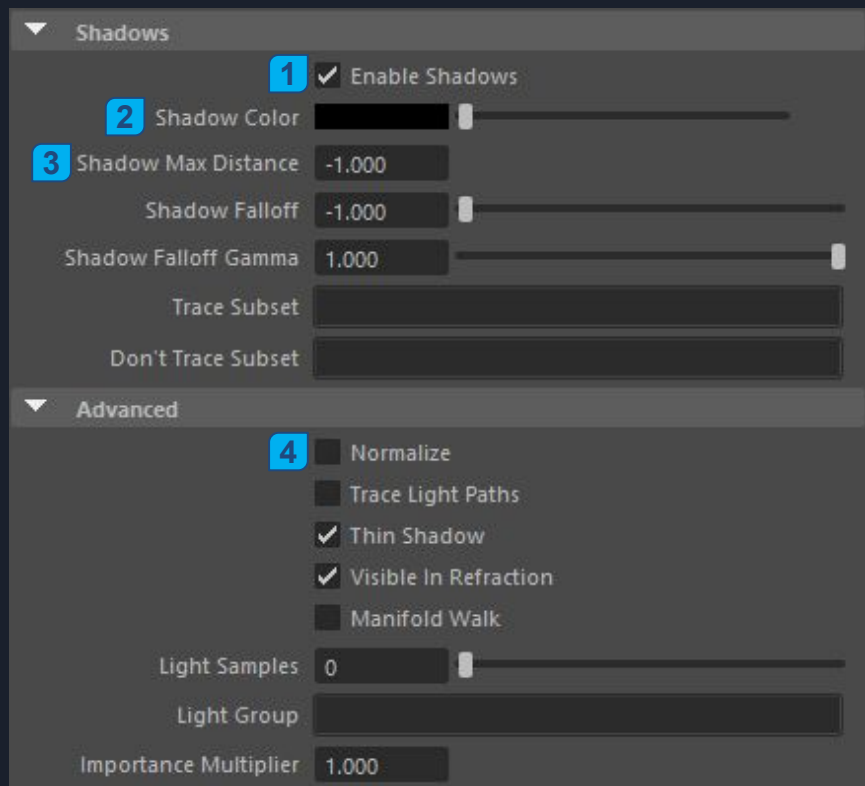 Shadows
1 Enable Shadows
2 Shadow Color
3 Shadow Max Distance -1.000
Shadow Falloff -1.000
Shadow Falloff Gamma 1.000
Trace Subset
Don't Trace Subset
Advanced
4 Normalize
Trace Light Paths
Thin Shadow
Visible In Refraction
Manifold Walk
Light Samples 0
Light Group
Importance Multiplier 1.000